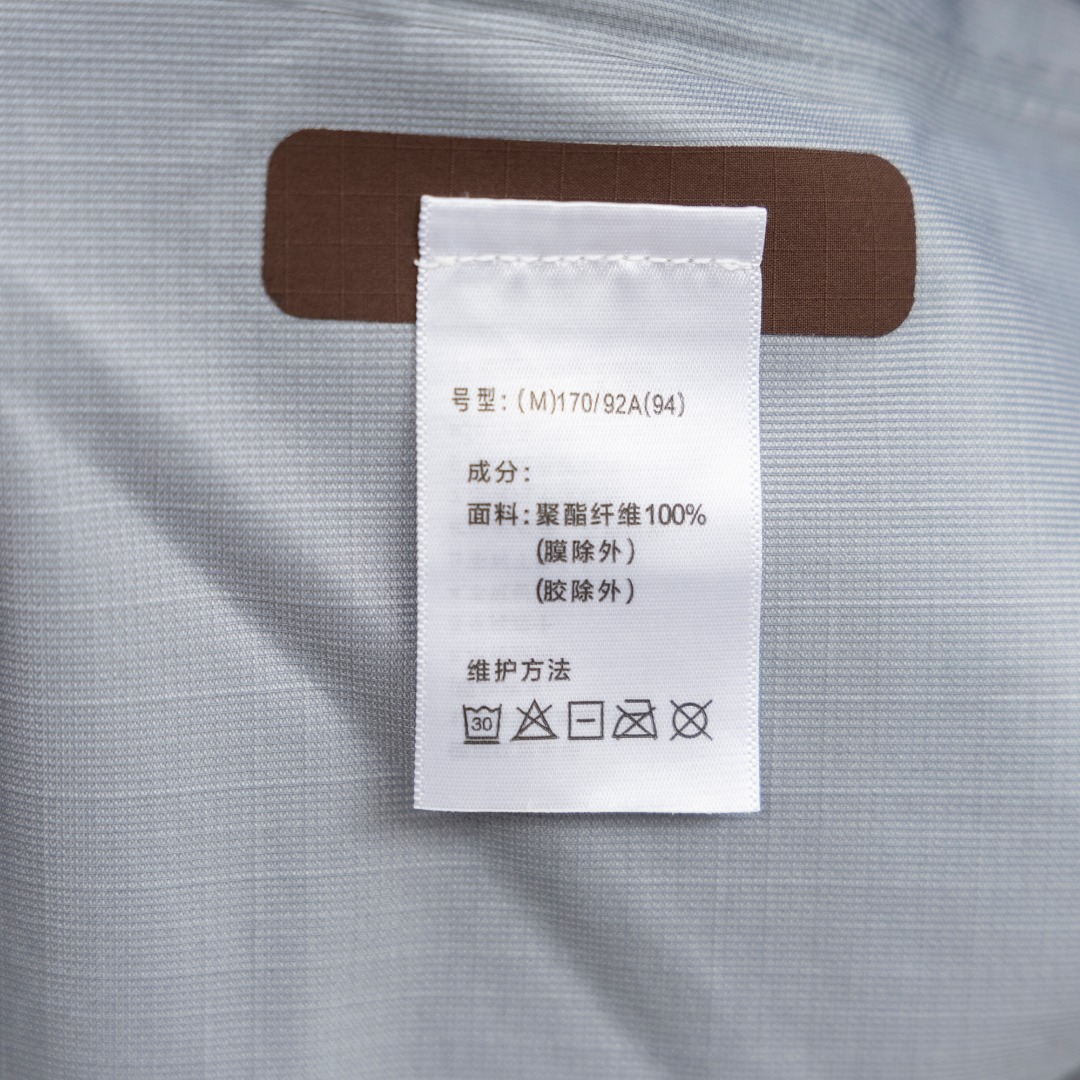 号型：(M)170/92A(94)
成分：
面料：聚酯纤维100%
(膜除外)
(胶除外)
维护方法
30